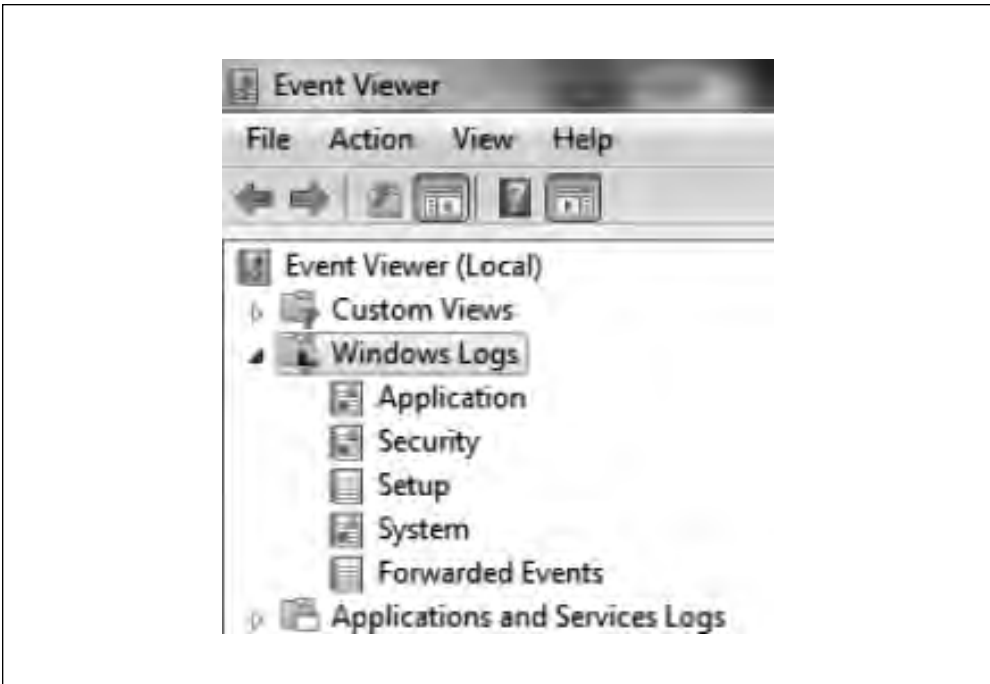 Event Viewer
File Action View Help
Event Viewer (Local)
Custom Views
Windows Logs
Application
Security
Setup
System
Forwarded Events
Applications and Services Logs